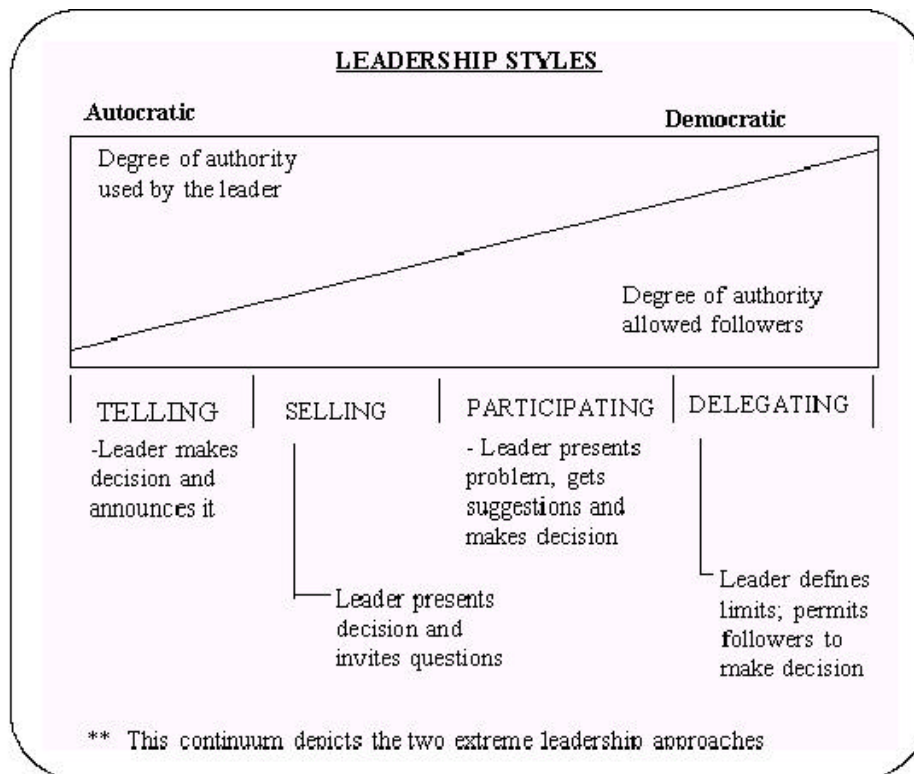 LEADERSHIP STYLES
Autocratic
Democratic
Degree of authority
used by the leader
Degree of authority
allowed followers
TELLING
-Leader makes
decision and
announces it
SELLING
Leader presents
decision and
invites questions
PARTICIPATING
- Leader presents
problem, gets
suggestions and
makes decision
DELEGATING
Leader defines
limits; permits
followers to
make decision
** This continuum depicts the two extreme leadership approaches